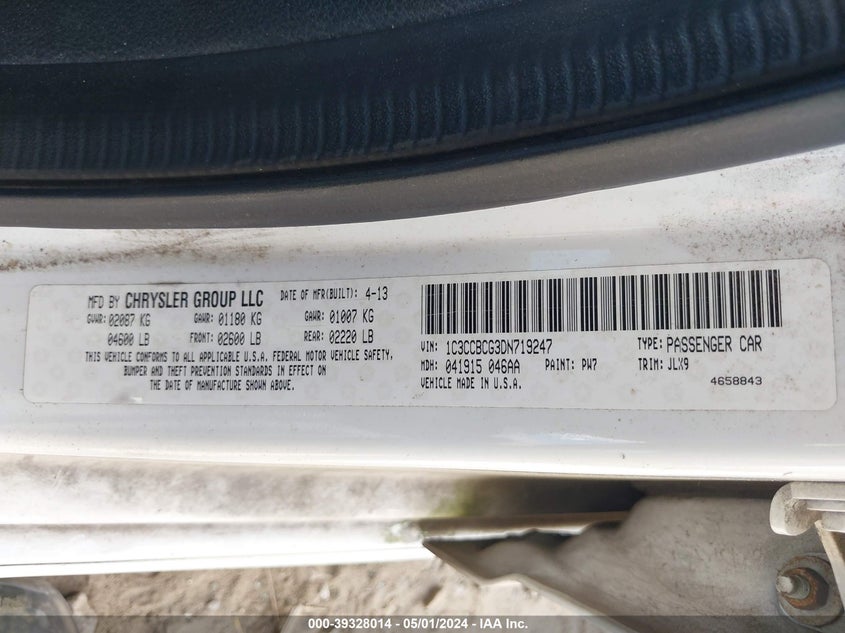 MFD BY CHRYSLER GROUP LLC DATE OF MFR(BUILT): 4-13
GVWR: 02087 KG GAWR: 01180 KG GAWR: 01007 KG
04600 LB FRONT: 02600 LB REAR: 02220 LB
THIS VEHICLE CONFORMS TO ALL APPLICABLE U.S.A. FEDERAL MOTOR VEHICLE SAFETY,
BUMPER AND THEFT PREVENTION STANDARDS IN EFFECT ON
THE DATE OF MANUFACTURE SHOWN ABOVE.
VIN: 1C3CCBCG3DN719247 TYPE: PASSENGER CAR
MDH: 041915 046AA PAINT: PW7 TRIM: JLX9
VEHICLE MADE IN U.S.A. 4658843
000-39328014 - 05/01/2024 - IAA Inc.